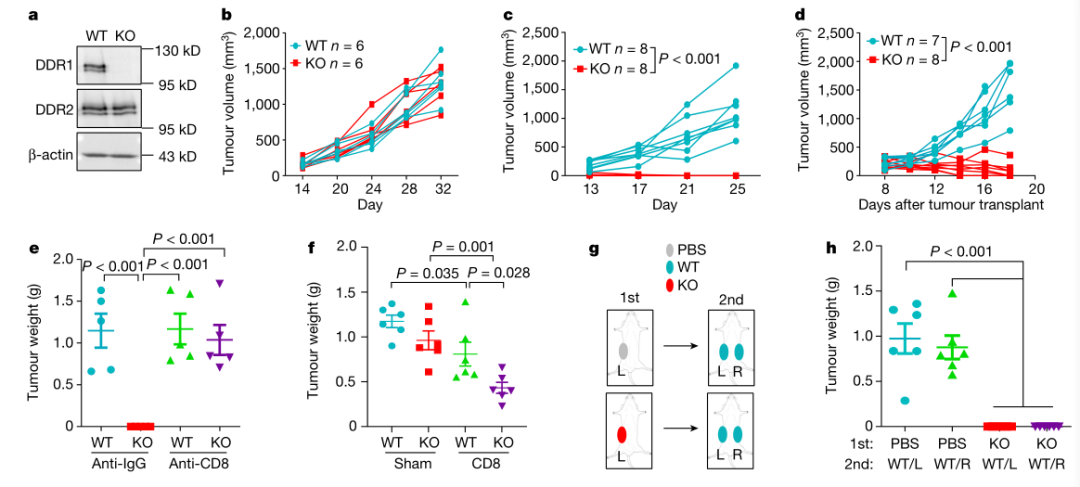 a
WT KO
130 kD
DDR1
95 kD
DDR2
95 kD
β-actin
43 kD
b
Tumour volume (mm3)
2,000
1,500
1,000
500
0
WT n = 6
KO n = 6
14 20 24 28 32
Day
c
Tumour volume (mm3)
2,500
2,000
1,500
1,000
500
0
WT n = 8
KO n = 8
P < 0.001
13 17 21 25
Day
d
Tumour volume (mm3)
2,500
2,000
1,500
1,000
500
0
WT n = 7
KO n = 8
P < 0.001
8 12 16 20
Days after tumour transplant
e
Tumour weight (g)
2.0
1.5
1.0
0.5
0
P < 0.001
P < 0.001
P < 0.001
WT KO WT KO
Anti-IgG Anti-CD8
f
Tumour weight (g)
2.0
1.5
1.0
0.5
0
P = 0.001
P = 0.035
P = 0.028
WT KO WT KO
Sham CD8
g
PBS
WT
KO
1st 2nd
L L R
L L R
h
Tumour weight (g)
2.0
1.5
1.0
0.5
0
P < 0.001
1st: PBS PBS KO KO
2nd: WT/L WT/R WT/L WT/R